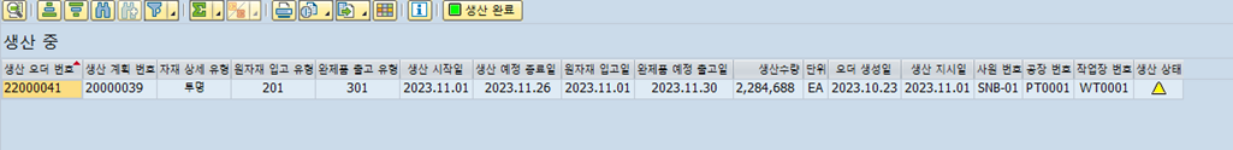 생산 완료
생산 중
생산 오더 번호 생산 계획 번호 자재 상세 유형 원자재 입고 유형 완제품 출고 유형 생산 시작일 생산 예정 종료일 원자재 입고일 완제품 예정 출고일 생산수량 단위 오더 생성일 생산 지시일 사원 번호 공장 번호 작업장 번호 생산 상태
22000041 20000039 투명 201 301 2023.11.01 2023.11.26 2023.11.01 2023.11.30 2,284,688 EA 2023.10.23 2023.11.01 SNB-01 PT0001 WT0001